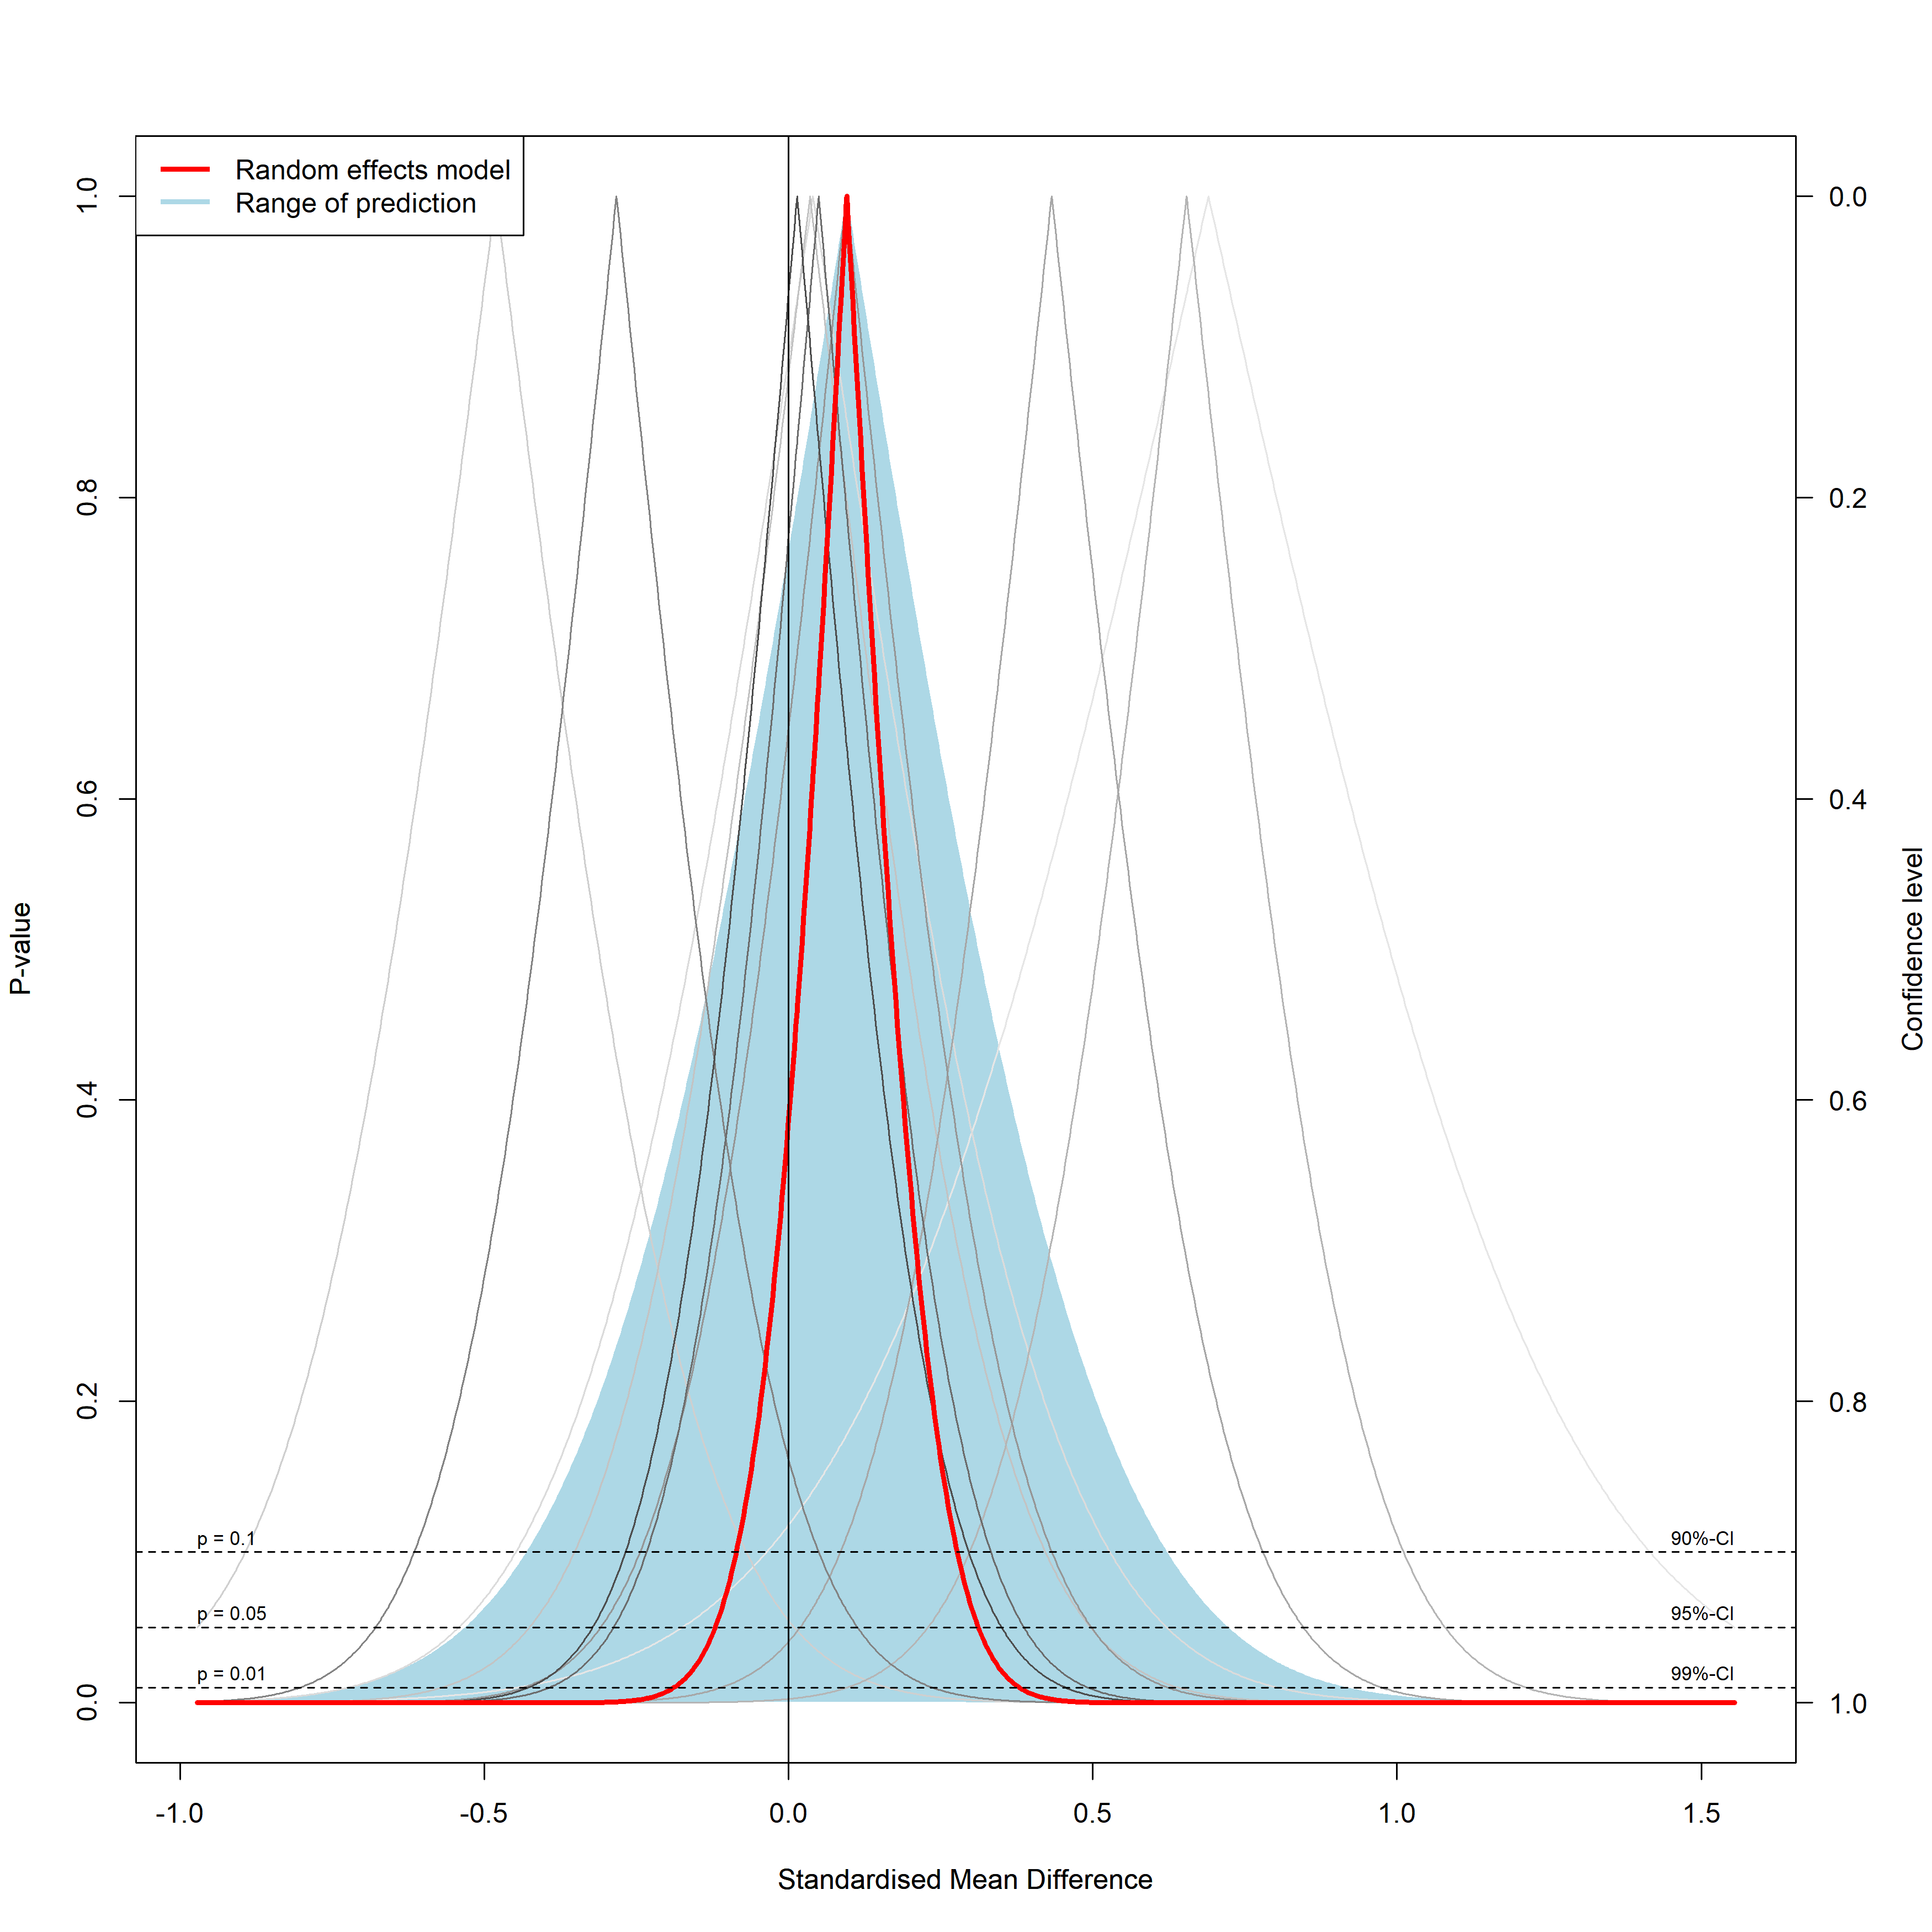 Random effects model
Range of prediction
1.0
0.8
0.6
0.4
0.2
0.0
P-value
0.0
0.2
0.4
0.6
0.8
1.0
Confidence level
p = 0.1
90%-CI
p = 0.05
95%-CI
p = 0.01
99%-CI
-1.0
-0.5
0.0
0.5
1.0
1.5
Standardised Mean Difference